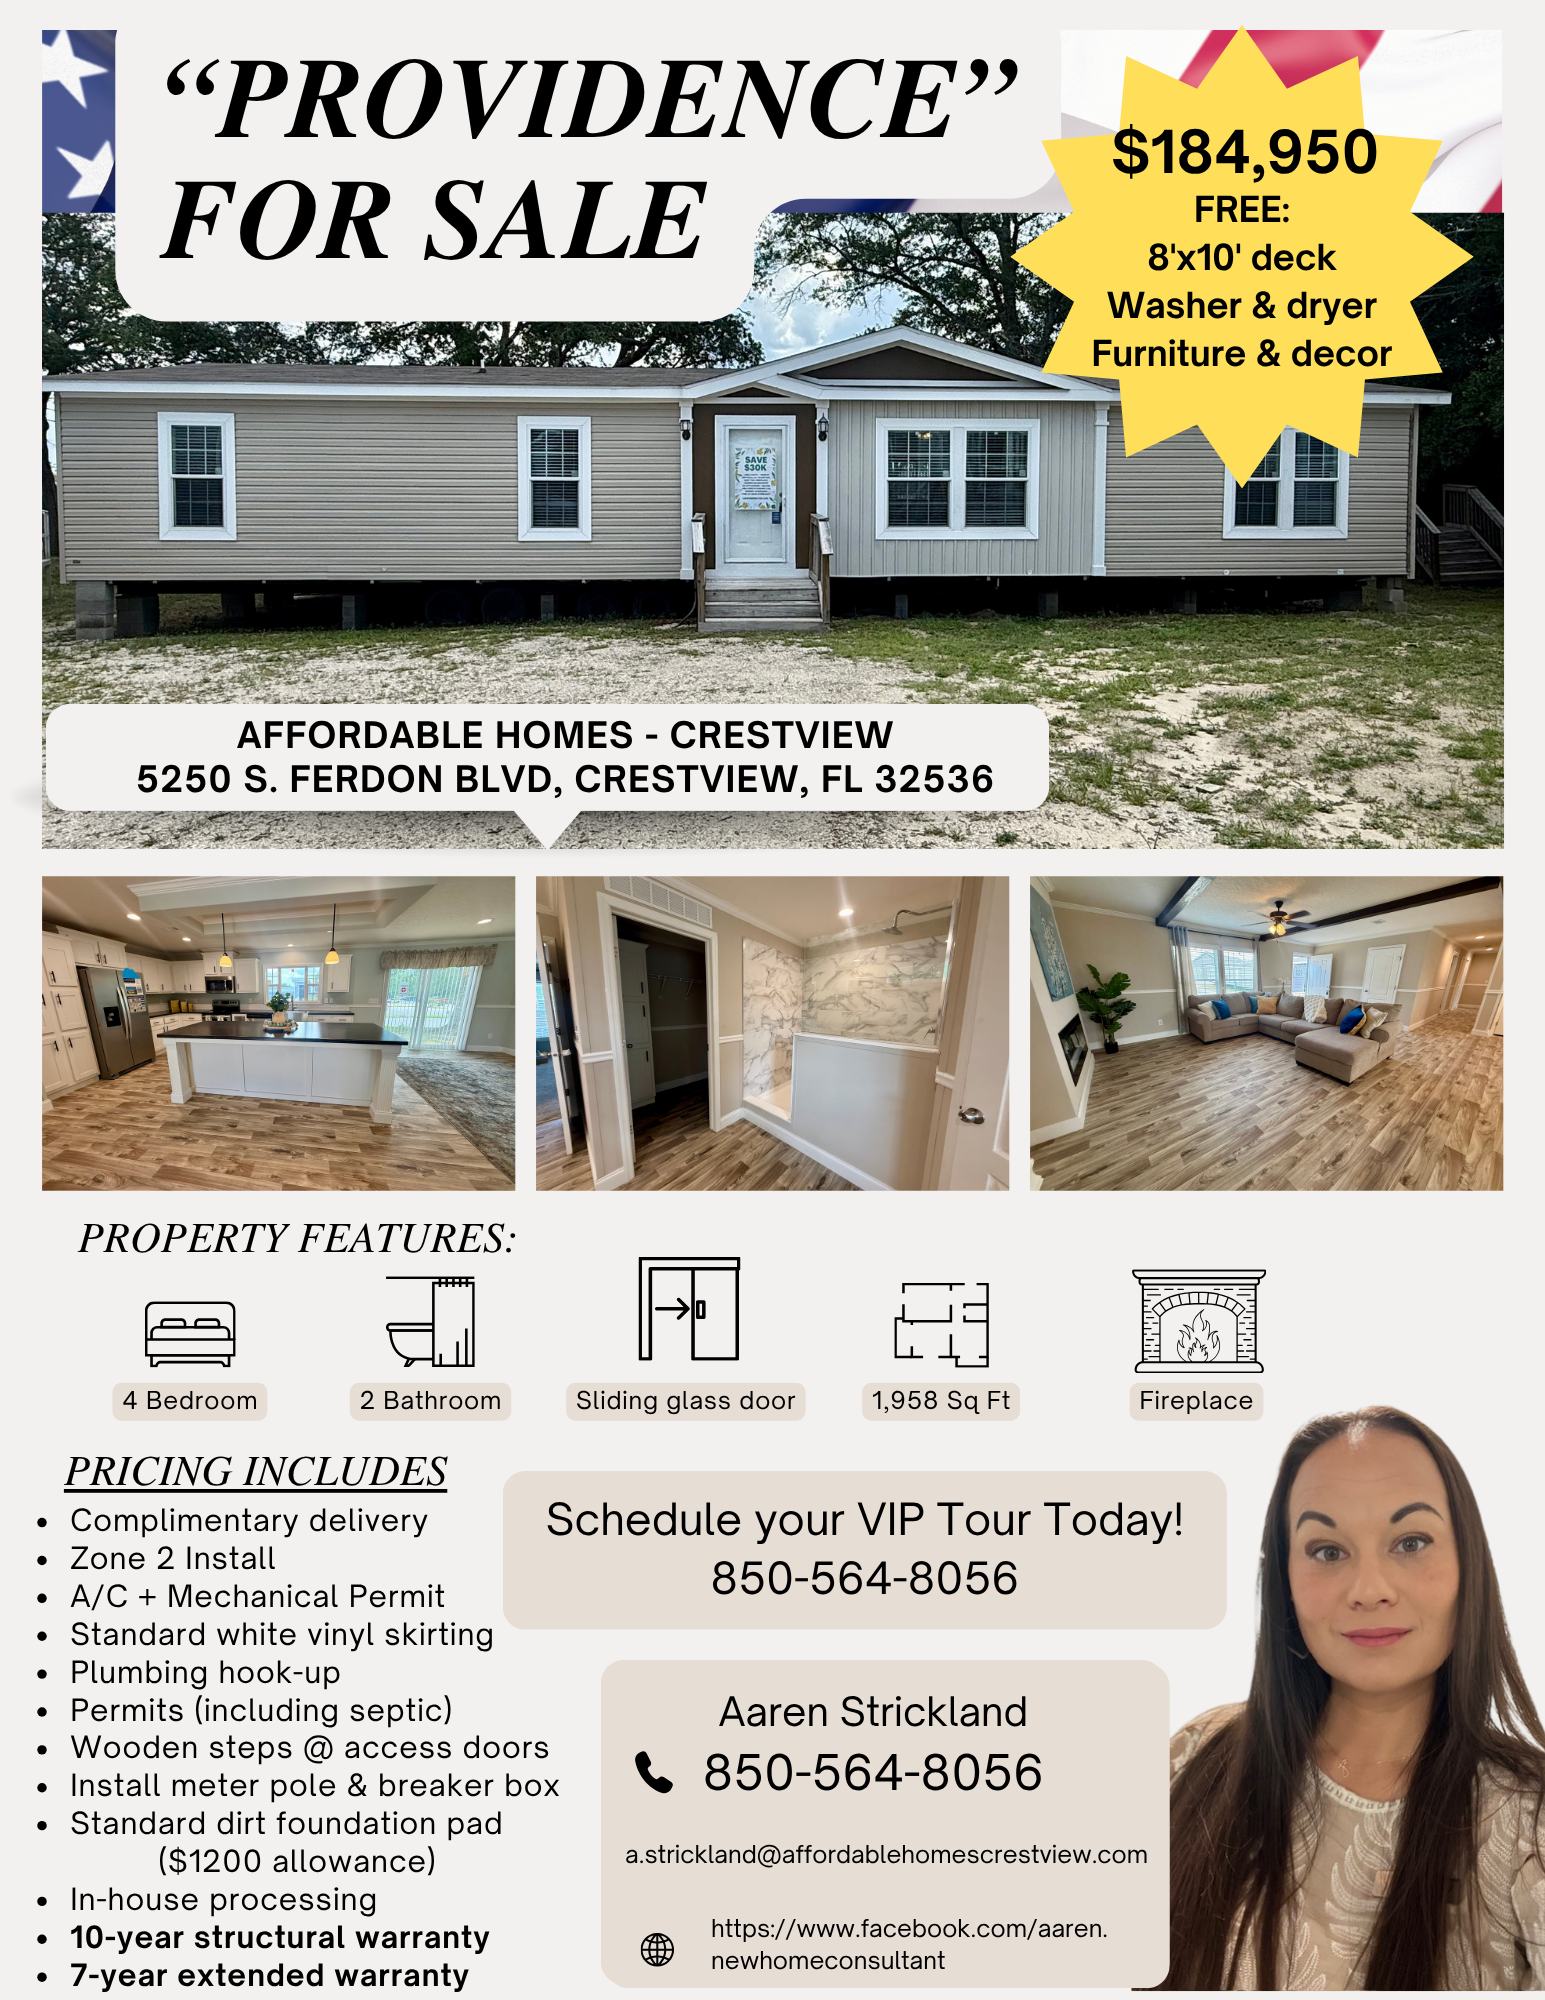 “PROVIDENCE”
FOR SALE
$184,950
FREE:
8'x10' deck
Washer & dryer
Furniture & decor
SAVE
$30K
AFFORDABLE HOMES - CRESTVIEW
5250 S. FERDON BLVD, CRESTVIEW, FL 32536
PROPERTY FEATURES:
4 Bedroom
2 Bathroom
Sliding glass door
1,958 Sq Ft
Fireplace
PRICING INCLUDES
• Complimentary delivery
• Zone 2 Install
• A/C + Mechanical Permit
• Standard white vinyl skirting
• Plumbing hook-up
• Permits (including septic)
• Wooden steps @ access doors
• Install meter pole & breaker box
• Standard dirt foundation pad
($1200 allowance)
• In-house processing
• 10-year structural warranty
• 7-year extended warranty
Schedule your VIP Tour Today!
850-564-8056
Aaren Strickland
850-564-8056
a.strickland@affordablehomescrestview.com
https://www.facebook.com/aaren.
newhomeconsultant